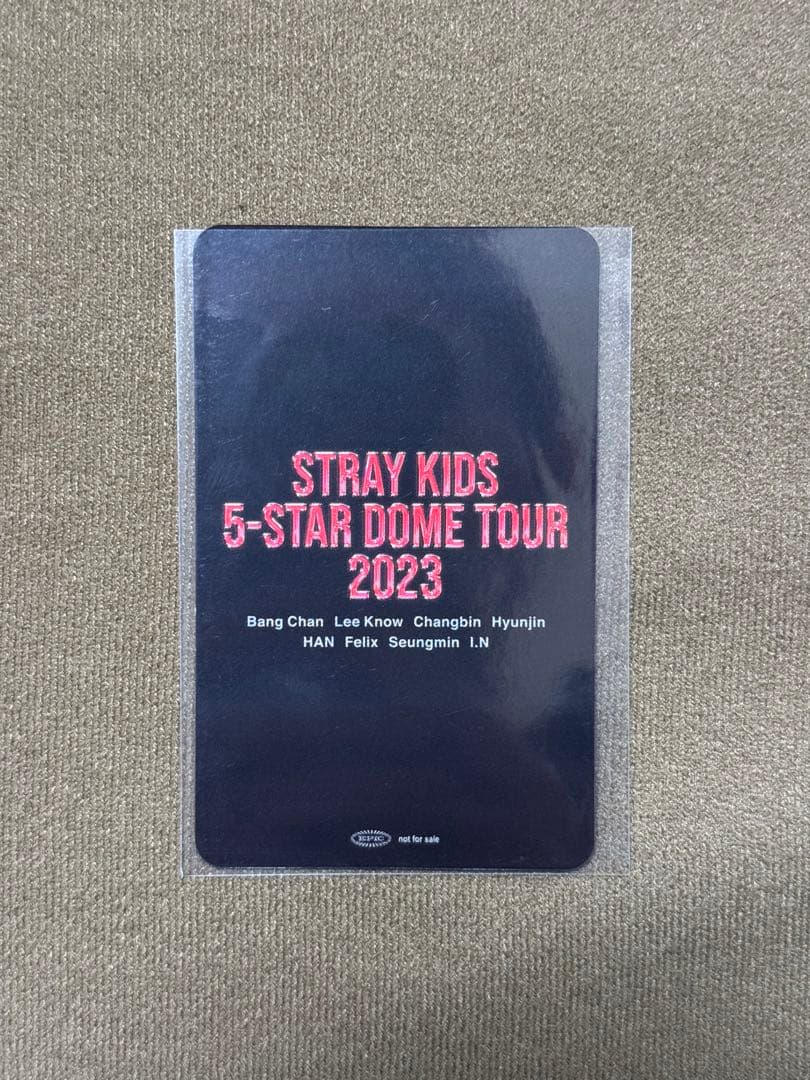 STRAY KIDS
5-STAR DOME TOUR
2023
Bang Chan Lee Know Changbin Hyunjin
HAN Felix Seungmin I.N
EPIC not for sale